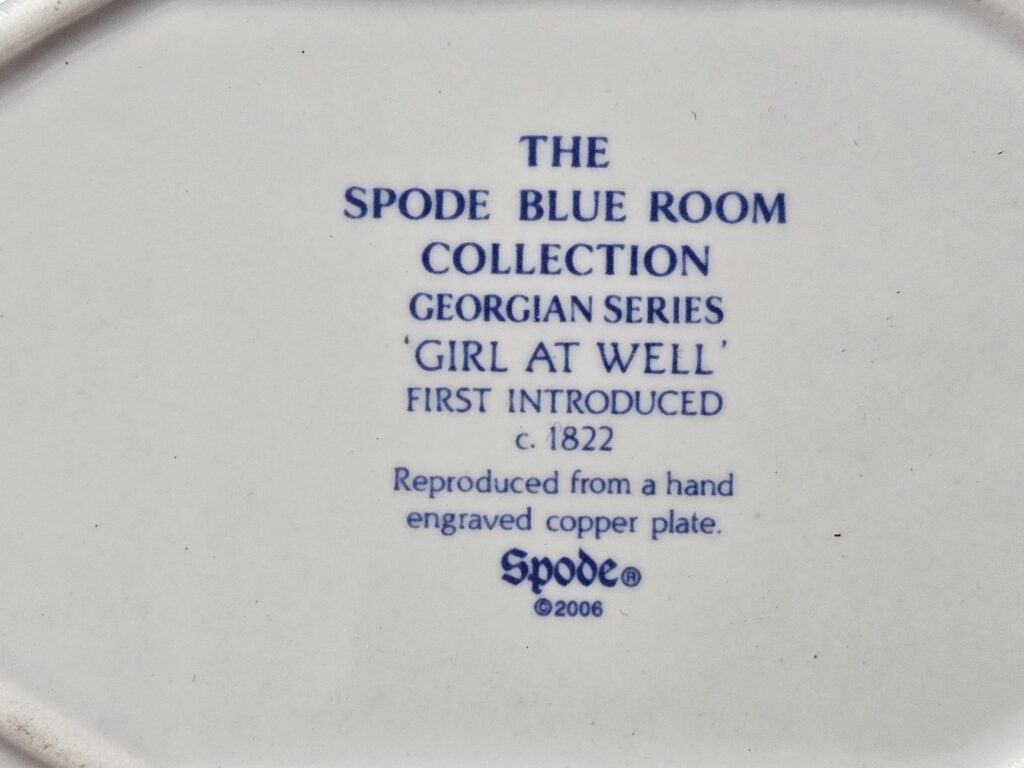 THE
SPODE BLUE ROOM
COLLECTION
GEORGIAN SERIES
'GIRL AT WELL'
FIRST INTRODUCED
c. 1822
Reproduced from a hand
engraved copper plate.
Spode®
©2006